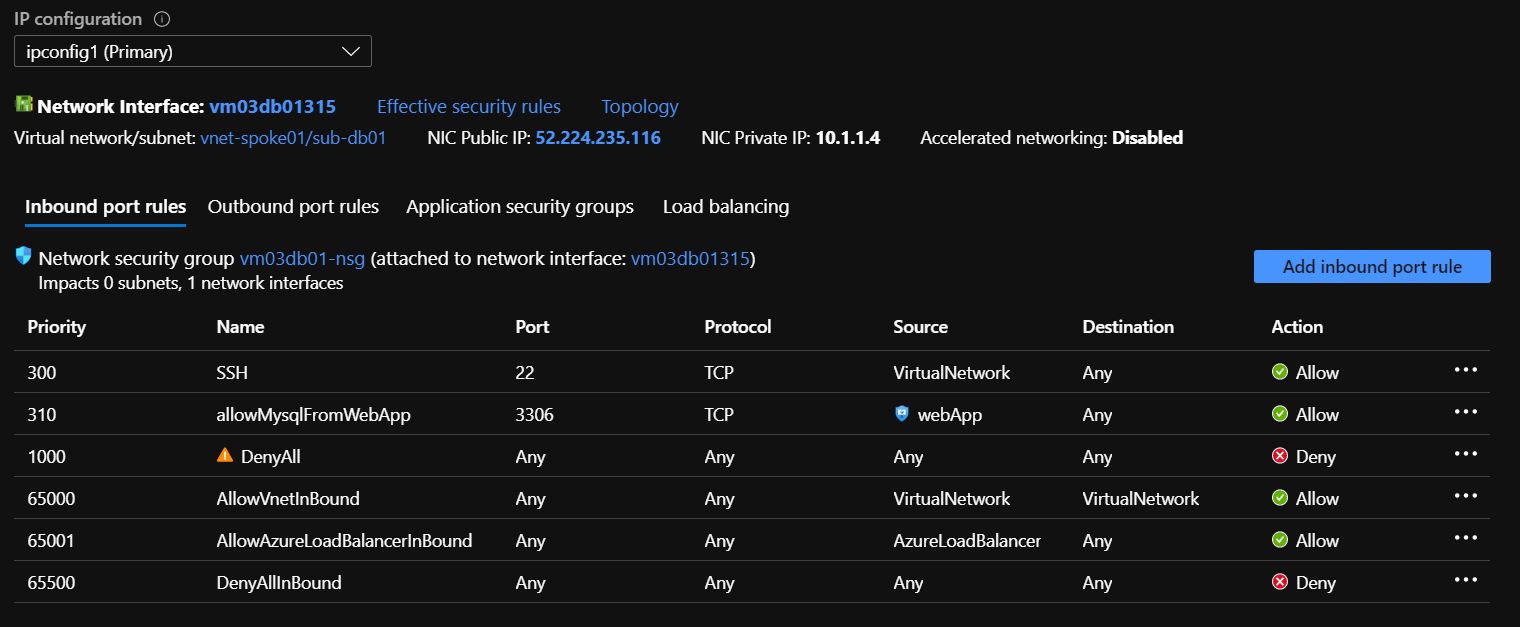 IP configuration
ipconfig1 (Primary)
Network Interface: vm03db01315 Effective security rules Topology
Virtual network/subnet: vnet-spoke01/sub-db01 NIC Public IP: 52.224.235.116 NIC Private IP: 10.1.1.4 Accelerated networking: Disabled
Inbound port rules Outbound port rules Application security groups Load balancing
Network security group vm03db01-nsg (attached to network interface: vm03db01315)
Add inbound port rule
Impacts 0 subnets, 1 network interfaces
Priority Name Port Protocol Source Destination Action
300 SSH 22 TCP VirtualNetwork Any Allow
310 allowMysqlFromWebApp 3306 TCP webApp Any Allow
1000 DenyAll Any Any Any Any Deny
65000 AllowVnetInBound Any Any VirtualNetwork VirtualNetwork Allow
65001 AllowAzureLoadBalancerInBound Any Any AzureLoadBalancer Any Allow
65500 DenyAllInBound Any Any Any Any Deny